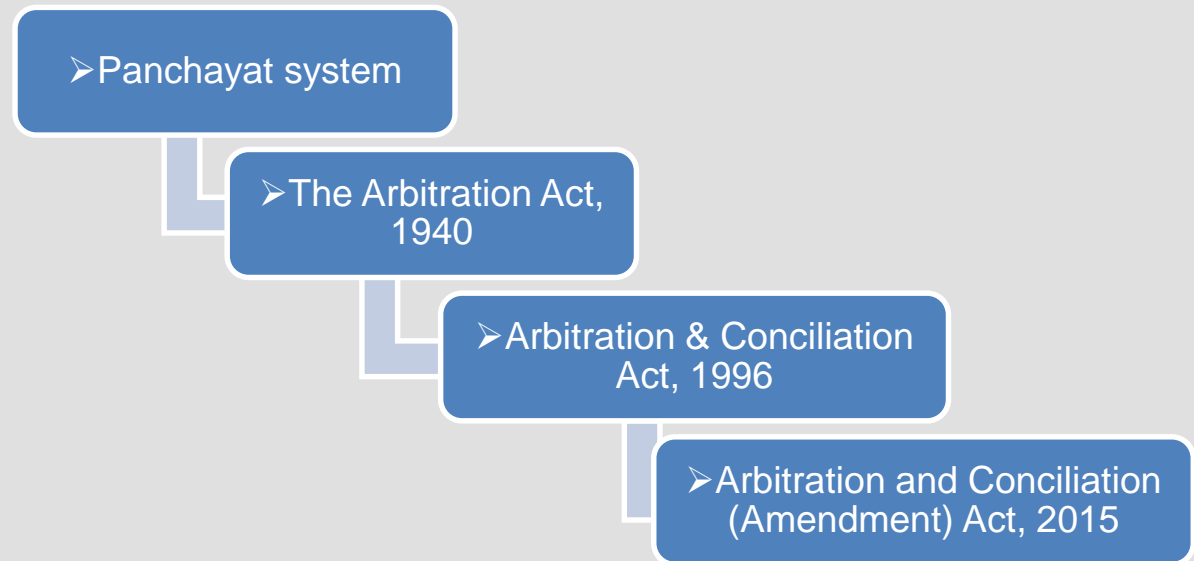 ➢Panchayat system
➢The Arbitration Act,
1940
➢Arbitration & Conciliation
Act, 1996
➢Arbitration and Conciliation
(Amendment) Act, 2015